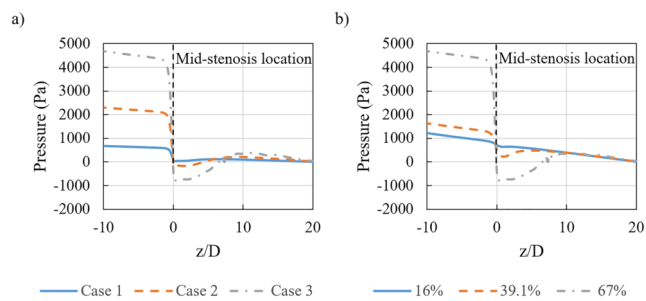 a)
Pressure (Pa)
5000
4000
3000
2000
1000
0
-1000
-2000
Mid-stenosis location
-10
0
10
20
z/D
Case 1
Case 2
Case 3
b)
Pressure (Pa)
5000
4000
3000
2000
1000
0
-1000
-2000
Mid-stenosis location
-10
0
10
20
z/D
16%
39.1%
67%